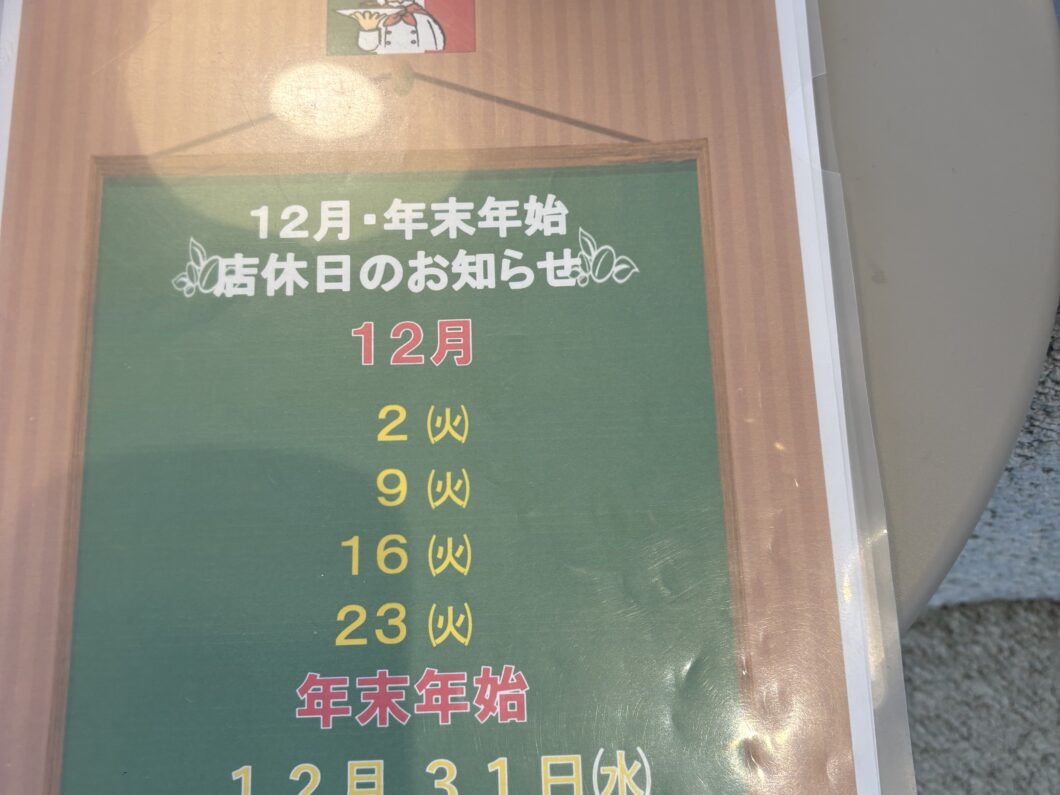 12月・年末年始
店休日のお知らせ
12月
2㈫
9㈫
16㈫
23㈫
年末年始
12月31日㈬